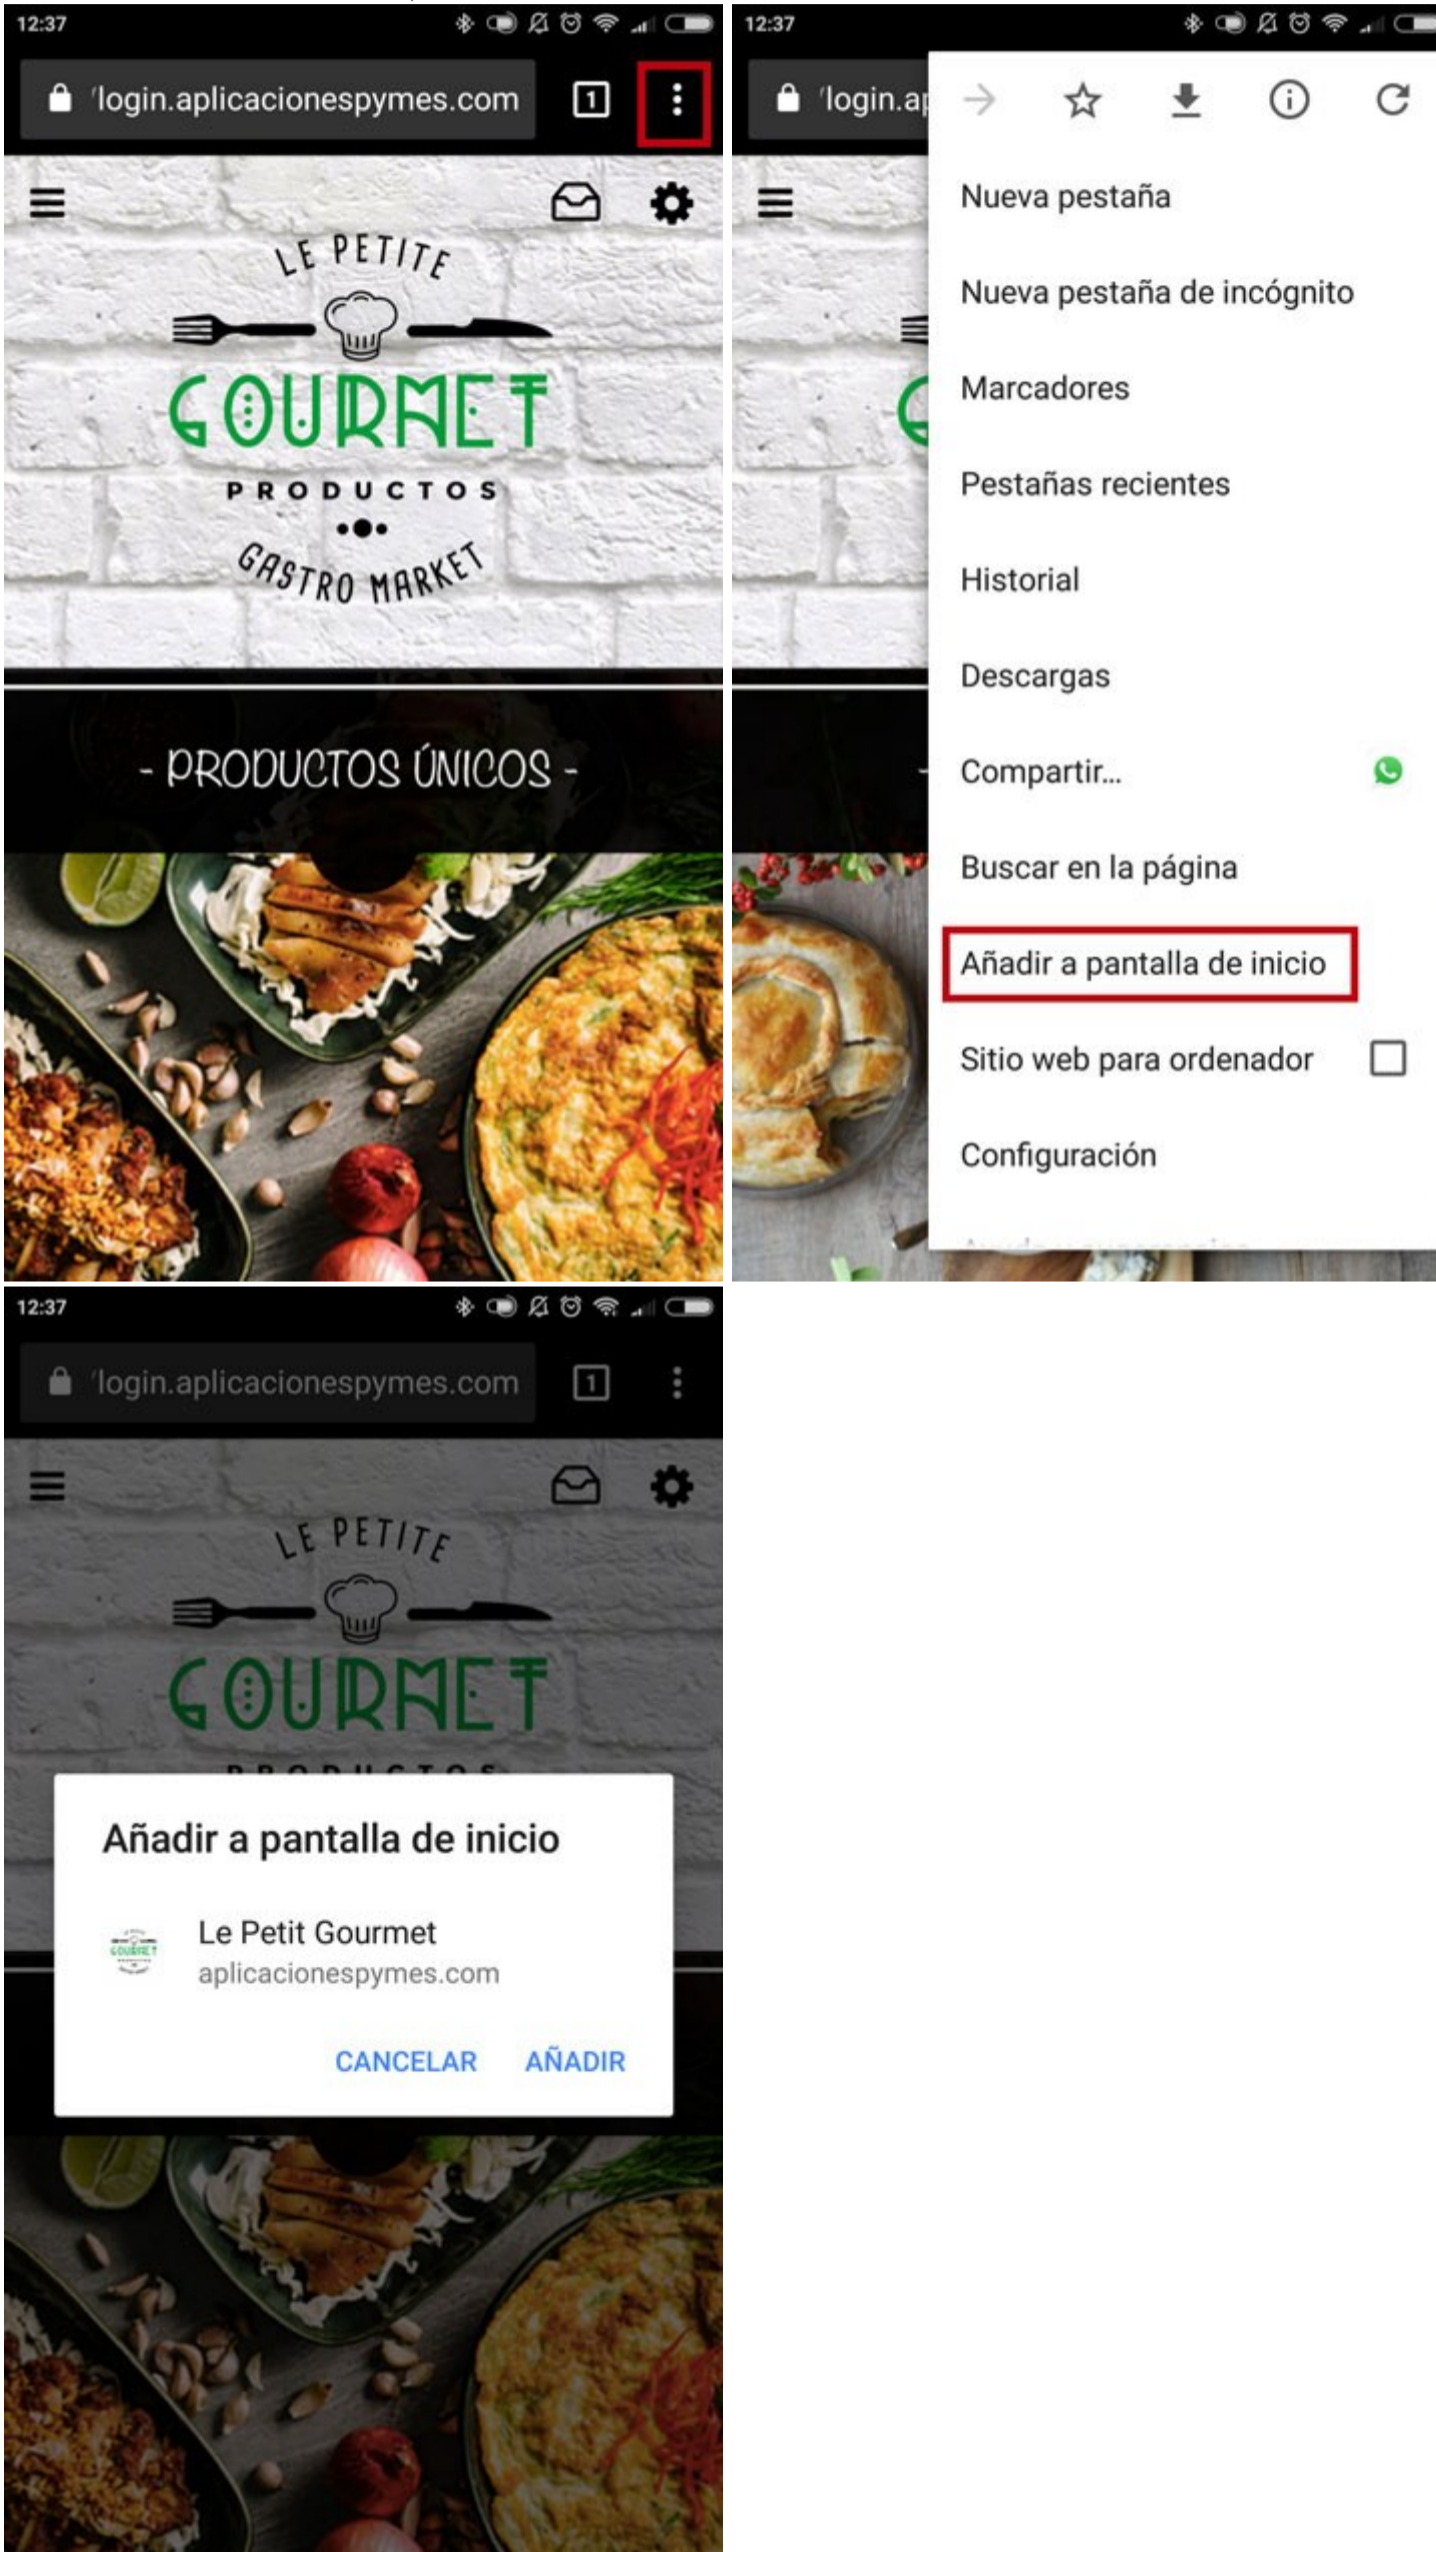 12:37
login.aplicacionespymes.com
1
LE PETITE
GOURMET
PRODUCTOS
GASTRO MARKET
- PRODUCTOS ÚNICOS -
12:37
login.ap
Nueva pestaña
Nueva pestaña de incógnito
Marcadores
Pestañas recientes
Historial
Descargas
Compartir...
Buscar en la página
Añadir a pantalla de inicio
Sitio web para ordenador
Configuración
12:37
login.aplicacionespymes.com
1
LE PETITE
GOURMET
PRODUCTOS
Añadir a pantalla de inicio
GOURMET
Le Petit Gourmet
aplicacionespymes.com
CANCELAR AÑADIR